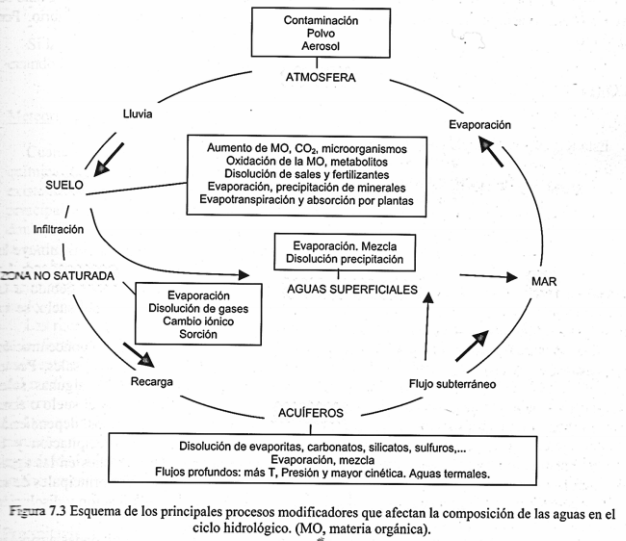 Contaminación
Polvo
Aerosol
ATMOSFERA
Lluvia
Evaporación
Aumento de MO, CO₂, microorganismos
Oxidación de la MO, metabolitos
Disolución de sales y fertilizantes
Evaporación, precipitación de minerales
Evapotranspiración y absorción por plantas
SUELO
Infiltración
Evaporación. Mezcla
Disolución precipitación
ZONA NO SATURADA
AGUAS SUPERFICIALES
MAR
Evaporación
Disolución de gases
Cambio iónico
Sorción
Recarga
Flujo subterráneo
ACUÍFEROS
Disolución de evaporitas, carbonatos, silicatos, sulfuros,...
Evaporación, mezcla
Flujos profundos: más T, Presión y mayor cinética. Aguas termales.
Figura 7.3 Esquema de los principales procesos modificadores que afectan la composición de las aguas en el
ciclo hidrológico. (MO, materia orgánica).